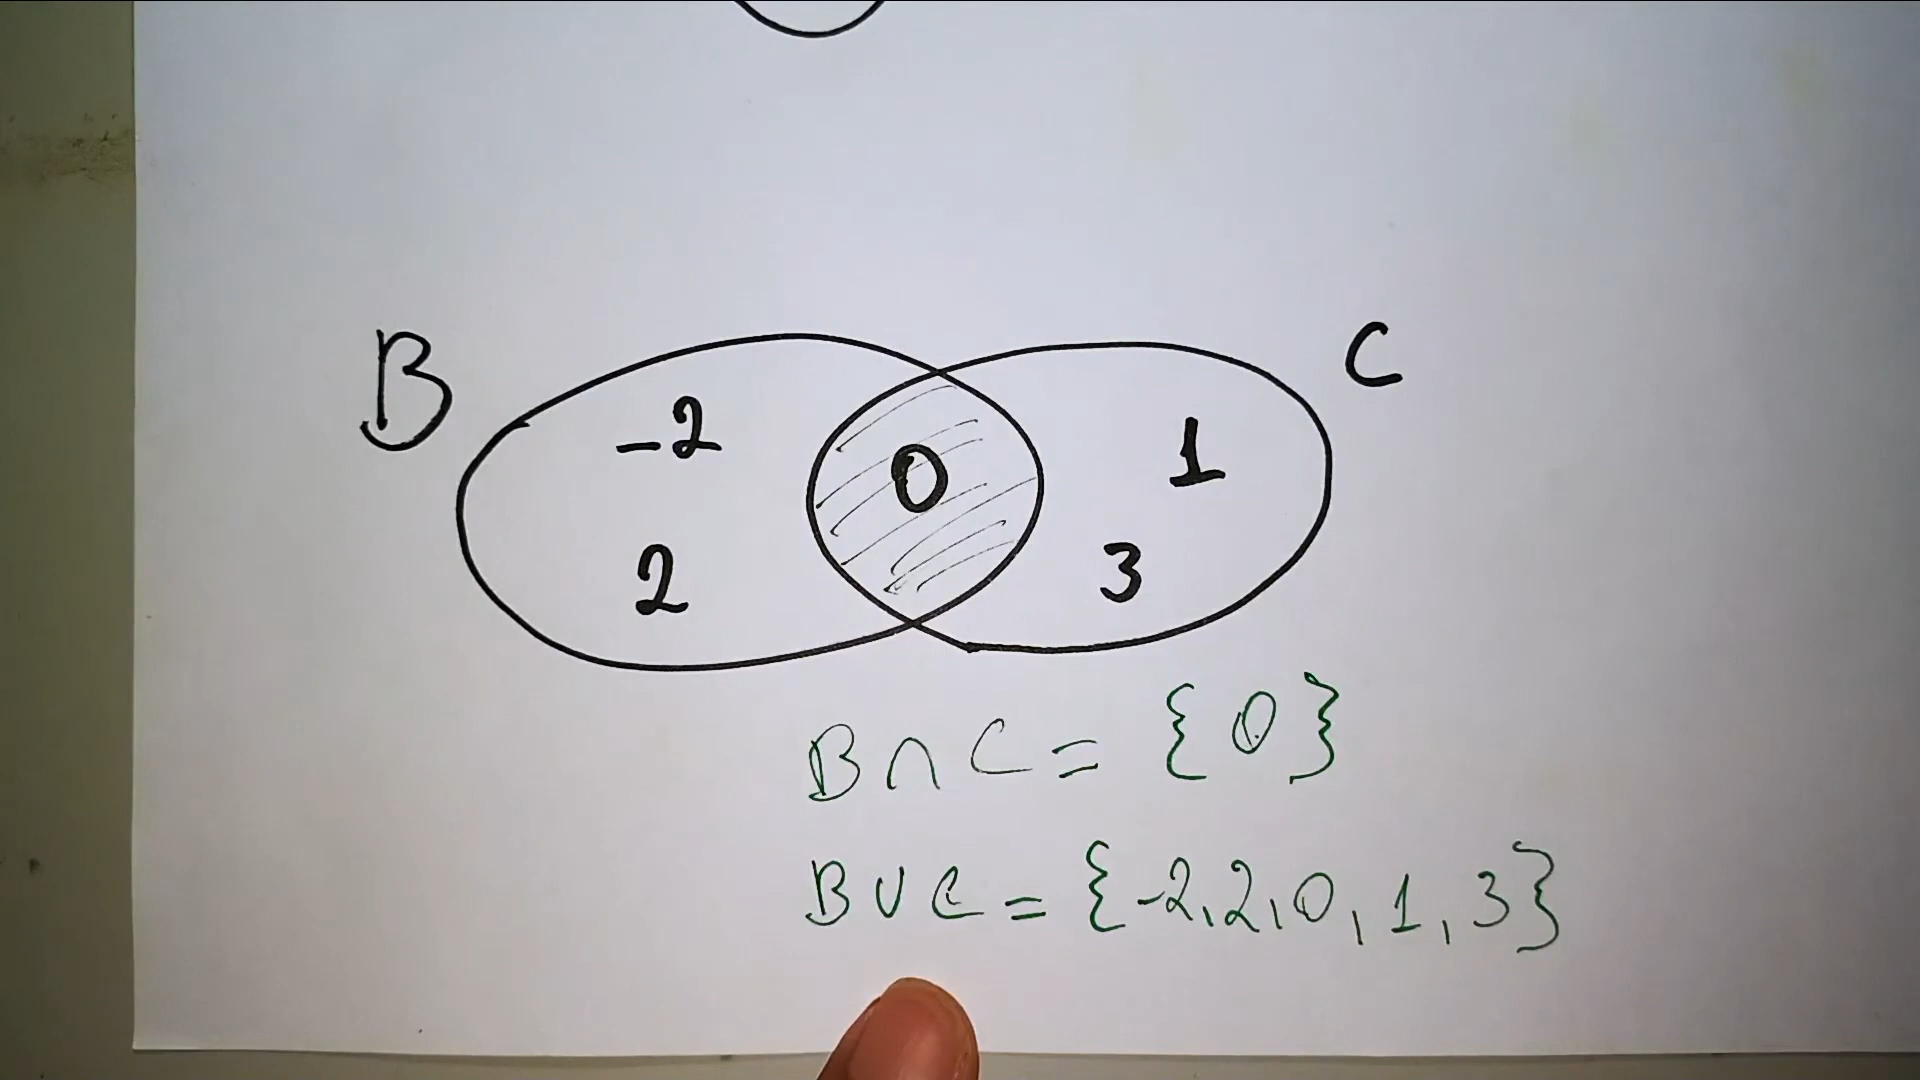 B C
-2 0 1
2 3
B∩C= {0}
B∪C= {-2,2,0,1,3}